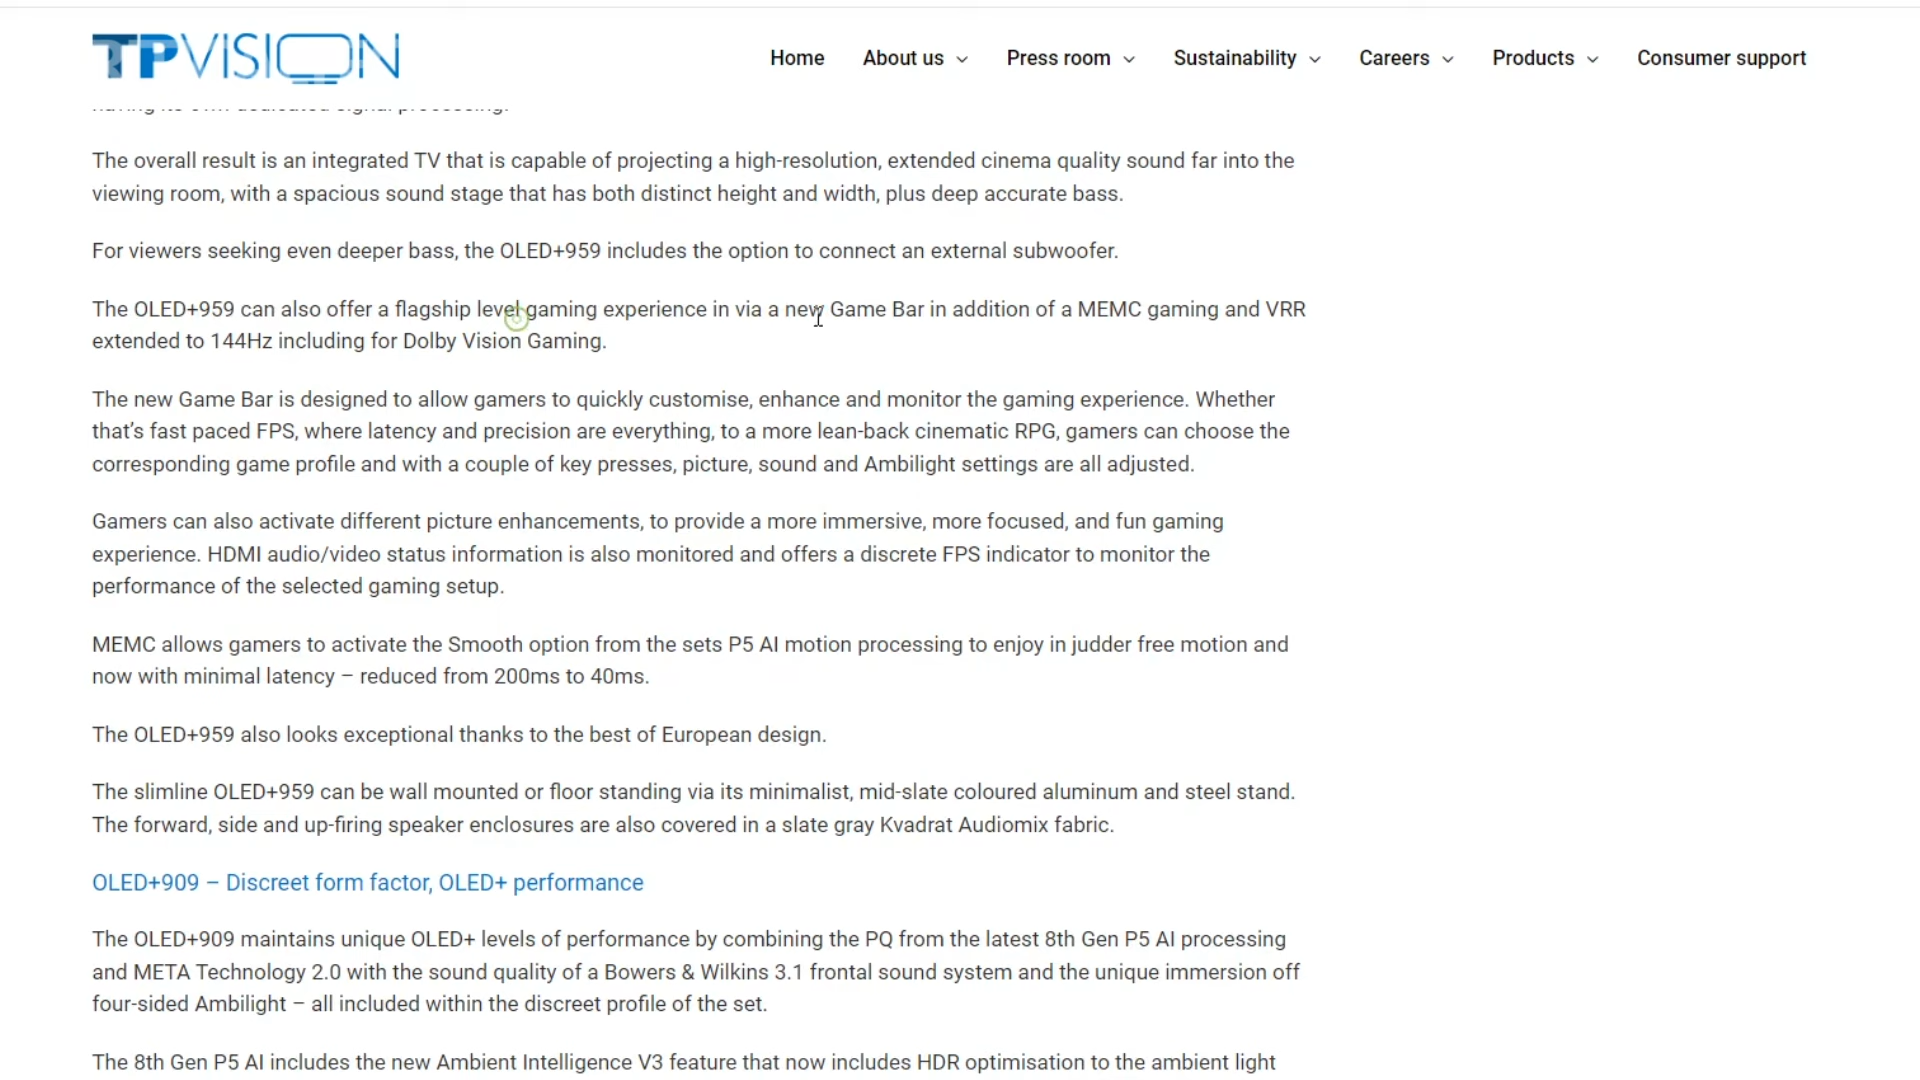 TPVISION
Home About us Press room Sustainability Careers Products Consumer support
having its own dedicated signal processing.
The overall result is an integrated TV that is capable of projecting a high-resolution, extended cinema quality sound far into the
viewing room, with a spacious sound stage that has both distinct height and width, plus deep accurate bass.
For viewers seeking even deeper bass, the OLED+959 includes the option to connect an external subwoofer.
The OLED+959 can also offer a flagship level gaming experience in via a new Game Bar in addition of a MEMC gaming and VRR
extended to 144Hz including for Dolby Vision Gaming.
The new Game Bar is designed to allow gamers to quickly customise, enhance and monitor the gaming experience. Whether
that’s fast paced FPS, where latency and precision are everything, to a more lean-back cinematic RPG, gamers can choose the
corresponding game profile and with a couple of key presses, picture, sound and Ambilight settings are all adjusted.
Gamers can also activate different picture enhancements, to provide a more immersive, more focused, and fun gaming
experience. HDMI audio/video status information is also monitored and offers a discrete FPS indicator to monitor the
performance of the selected gaming setup.
MEMC allows gamers to activate the Smooth option from the sets P5 AI motion processing to enjoy in judder free motion and
now with minimal latency – reduced from 200ms to 40ms.
The OLED+959 also looks exceptional thanks to the best of European design.
The slimline OLED+959 can be wall mounted or floor standing via its minimalist, mid-slate coloured aluminum and steel stand.
The forward, side and up-firing speaker enclosures are also covered in a slate gray Kvadrat Audiomix fabric.
OLED+909 – Discreet form factor, OLED+ performance
The OLED+909 maintains unique OLED+ levels of performance by combining the PQ from the latest 8th Gen P5 AI processing
and META Technology 2.0 with the sound quality of a Bowers & Wilkins 3.1 frontal sound system and the unique immersion off
four-sided Ambilight – all included within the discreet profile of the set.
The 8th Gen P5 AI includes the new Ambient Intelligence V3 feature that now includes HDR optimisation to the ambient light